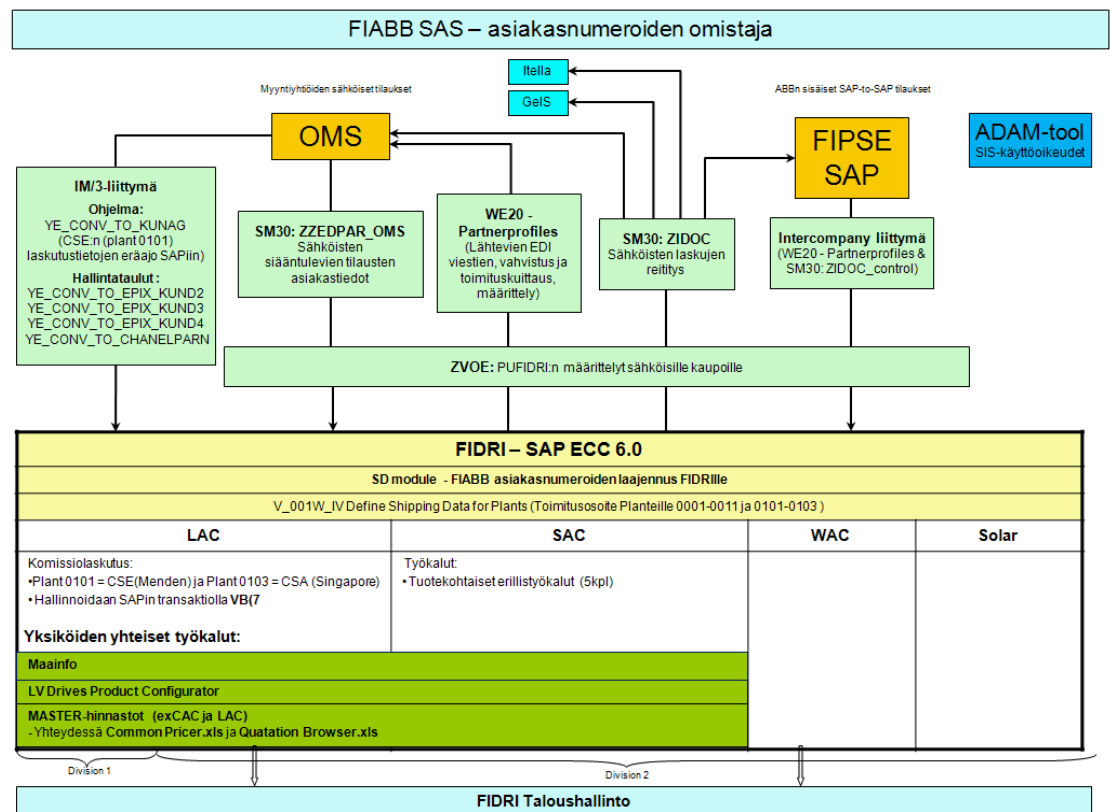 FIABB SAS – asiakasnumeroiden omistaja
Itella
Myyntiyhtiöiden sähköiset tilaukset
ABBn sisäiset SAP-to-SAP tilaukset
GeIS
OMS
FIPSE
SAP
ADAM-tool
SIS-käyttöoikeudet
IM/3-liittymä
Ohjelma:
YE_CONV_TO_KUNAG
(CSE:n (plant 0101)
laskutustietojen eräajo SAPiin)
Hallintataulut:
YE_CONV_TO_EPIX_KUND2
YE_CONV_TO_EPIX_KUND3
YE_CONV_TO_EPIX_KUND4
YE_CONV_TO_CHANELPARN
SM30: ZZEDPAR_OMS
Sähköisten
sisääntulevien tilausten
asiakastiedot
WE20 -
Partnerprofiles
(Lähtevien EDI
viestien, vahvistus ja
toimituskuittaus,
määrittely)
SM30: ZIDOC
Sähköisten laskujen
reititys
Intercompany liittymä
(WE20 - Partnerprofiles &
SM30: ZIDOC_control)
ZVOE: PUFIDRI:n määrittelyt sähköisille kaupoille
FIDRI – SAP ECC 6.0
SD module - FIABB asiakasnumeroiden laajennus FIDRIlle
V_001W_IV Define Shipping Data for Plants (Toimitusosoite Planteille 0001-0011 ja 0101-0103 )
LAC
SAC
WAC
Solar
Komissiolaskutus:
•Plant 0101 = CSE(Menden) ja Plant 0103 = CSA (Singapore)
•Hallinnoidaan SAPin transaktiolla VB(7
Työkalut:
•Tuotekohtaiset erillistyökalut (5kpl)
Yksiköiden yhteiset työkalut:
Maainfo
LV Drives Product Configurator
MASTER-hinnastot (exCAC ja LAC)
- Yhteydessä Common Pricer.xls ja Quatation Browser.xls
Division 1
Division 2
FIDRI Taloushallinto